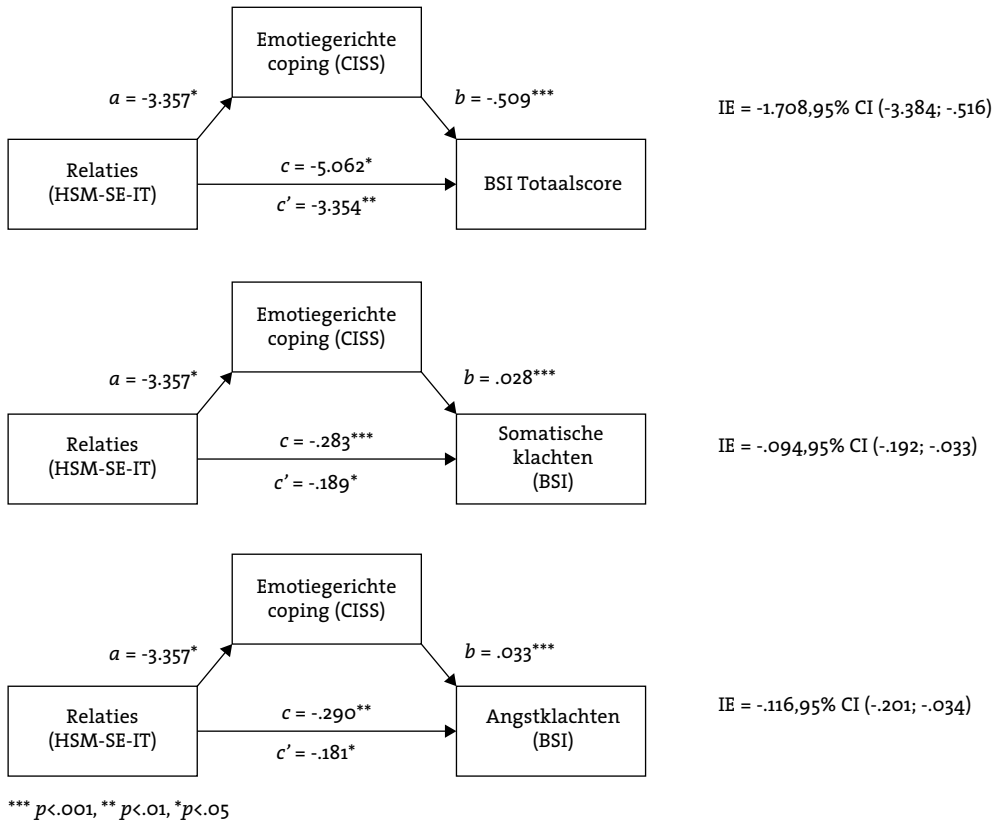 Emotiegerichte
coping (CISS)
a = -3.357*
b = -.509***
IE = -1.708,95% CI (-3.384; -.516)
Relaties
(HSM-SE-IT)
c = -5.062*
c’ = -3.354**
BSI Totaalscore
Emotiegerichte
coping (CISS)
a = -3.357*
b = .028***
Relaties
(HSM-SE-IT)
c = -.283***
c’ = -.189*
Somatische
klachten
(BSI)
IE = -.094,95% CI (-.192; -.033)
Emotiegerichte
coping (CISS)
a = -3.357*
b = .033***
Relaties
(HSM-SE-IT)
c = -.290**
c’ = -.181*
Angstklachten
(BSI)
IE = -.116,95% CI (-.201; -.034)
*** p<.001, ** p<.01, *p<.05